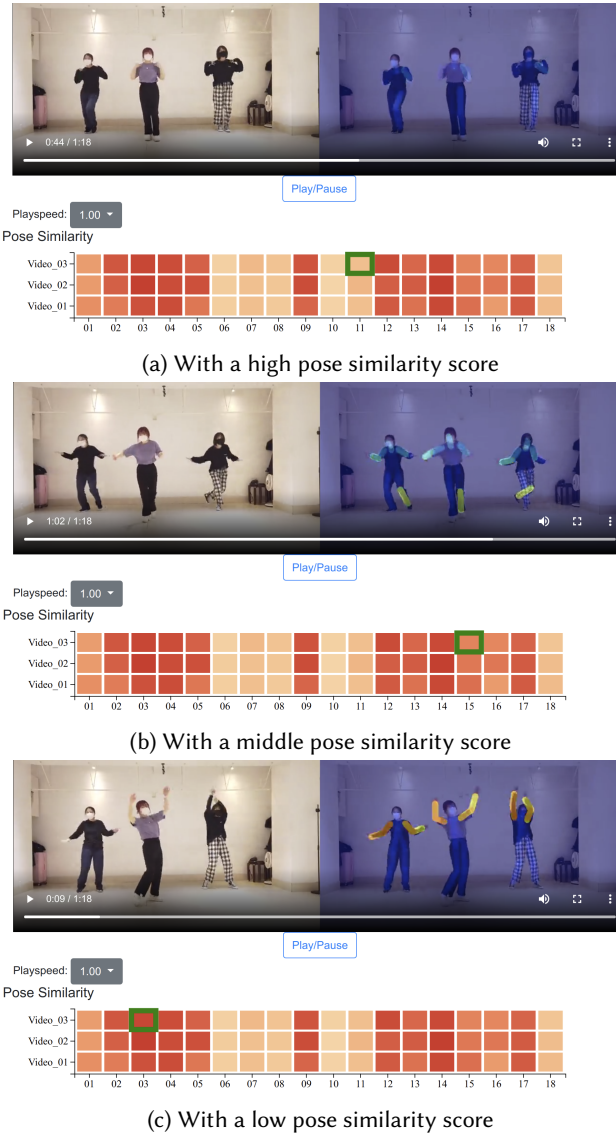 0:44 / 1:18
Play/Pause
Playspeed: 1.00
Pose Similarity
Video_03
Video_02
Video_01
01 02 03 04 05 06 07 08 09 10 11 12 13 14 15 16 17 18
(a) With a high pose similarity score
1:02 / 1:18
Play/Pause
Playspeed: 1.00
Pose Similarity
Video_03
Video_02
Video_01
01 02 03 04 05 06 07 08 09 10 11 12 13 14 15 16 17 18
(b) With a middle pose similarity score
0:09 / 1:18
Play/Pause
Playspeed: 1.00
Pose Similarity
Video_03
Video_02
Video_01
01 02 03 04 05 06 07 08 09 10 11 12 13 14 15 16 17 18
(c) With a low pose similarity score